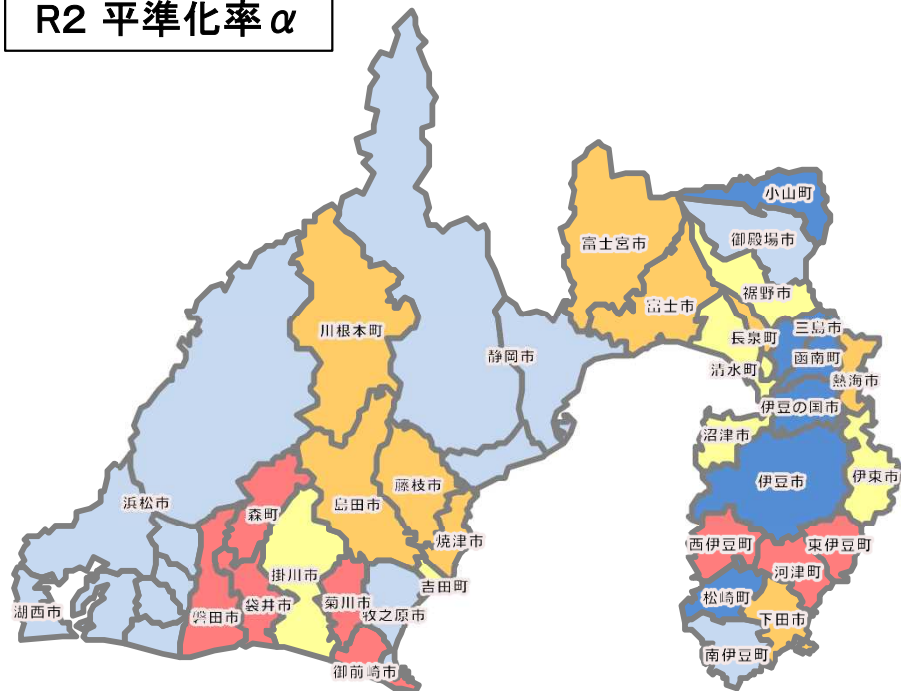 R2 平準化率α
小山町
御殿場市
富士宮市
裾野市
富士市
三島市
川根本町
長泉町
静岡市
函南町
清水町
熱海市
伊豆の国市
沼津市
伊東市
伊豆市
藤枝市
浜松市
島田市
森町
焼津市
西伊豆町
東伊豆町
河津町
掛川市
吉田町
松崎町
湖西市
磐田市
袋井市
菊川市
牧之原市
下田市
南伊豆町
御前崎市